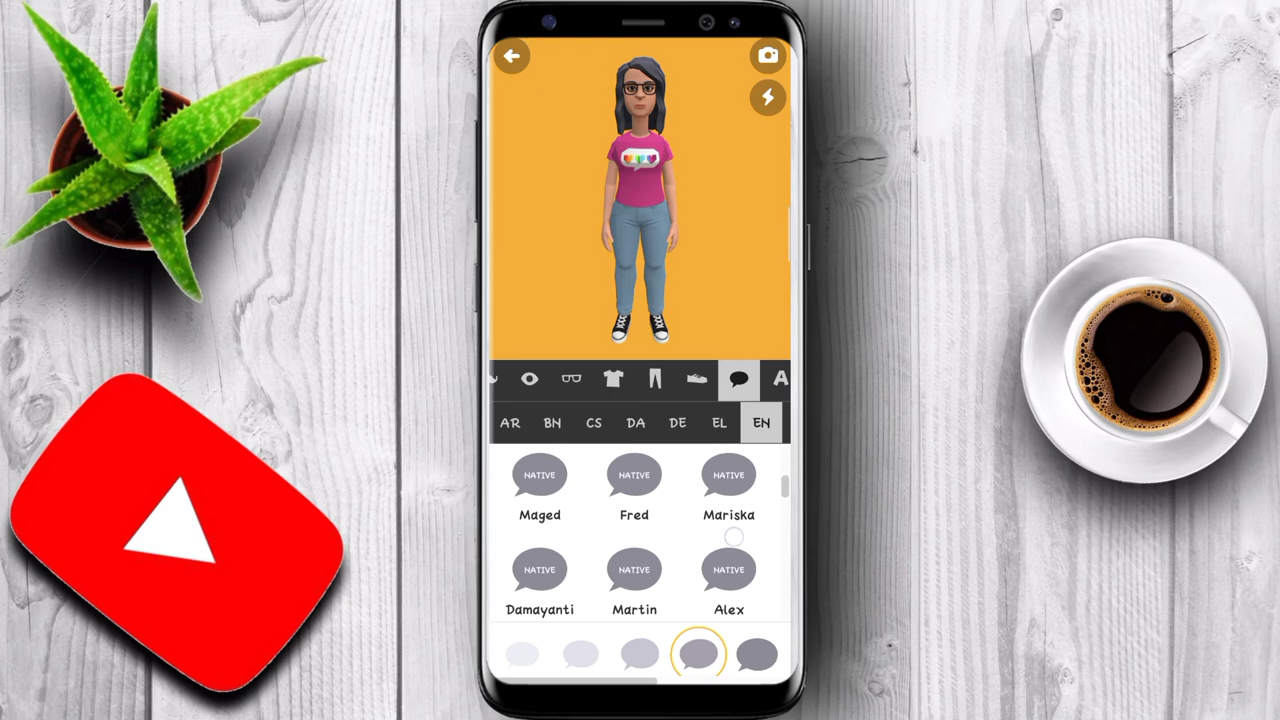 A
AR BN CS DA DE EL EN
NATIVE NATIVE NATIVE
Maged Fred Mariska
NATIVE NATIVE NATIVE
Damayanti Martin Alex